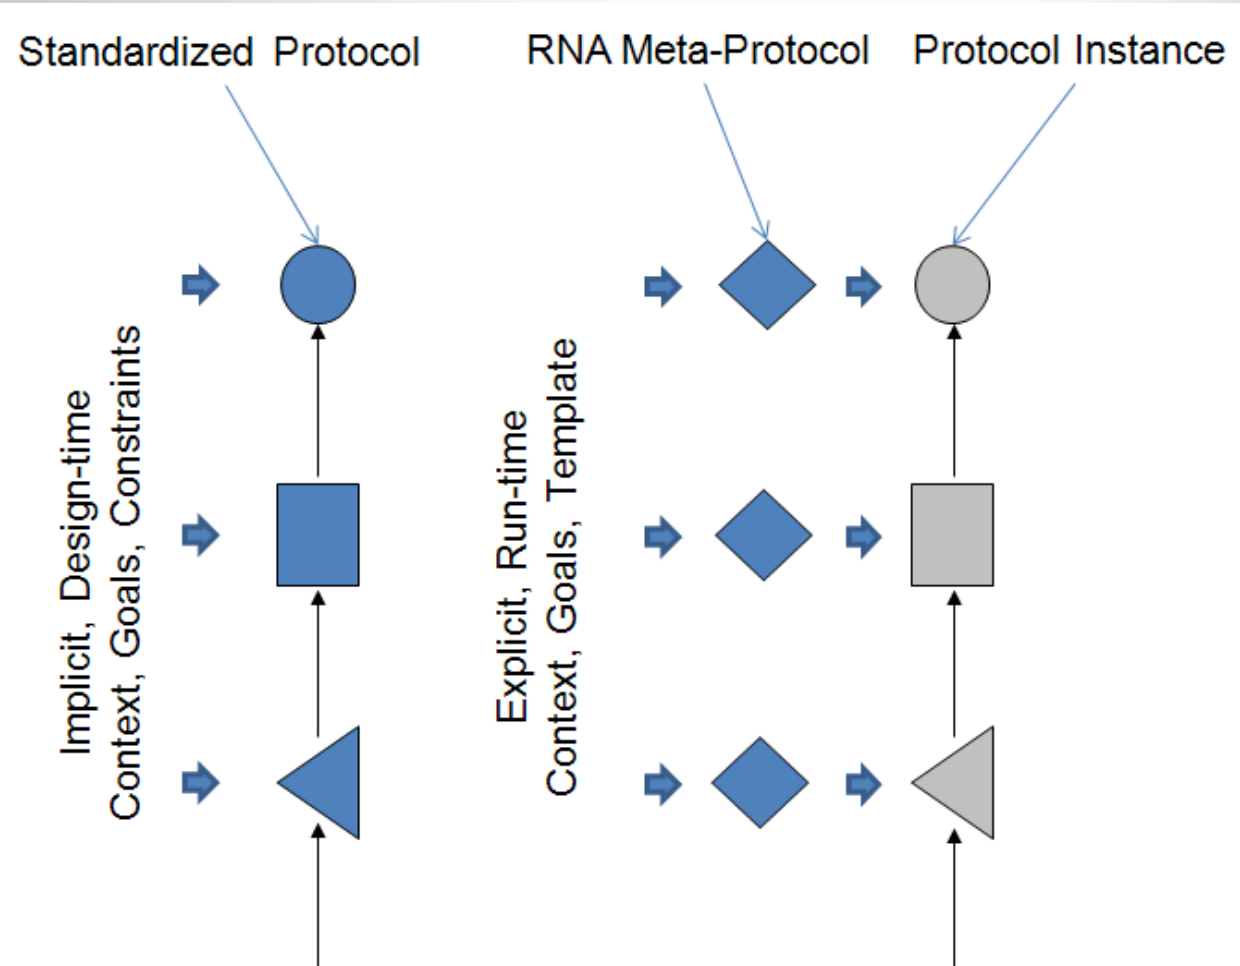 Standardized Protocol
RNA Meta-Protocol
Protocol Instance
Implicit, Design-time
Context, Goals, Constraints
Explicit, Run-time
Context, Goals, Template